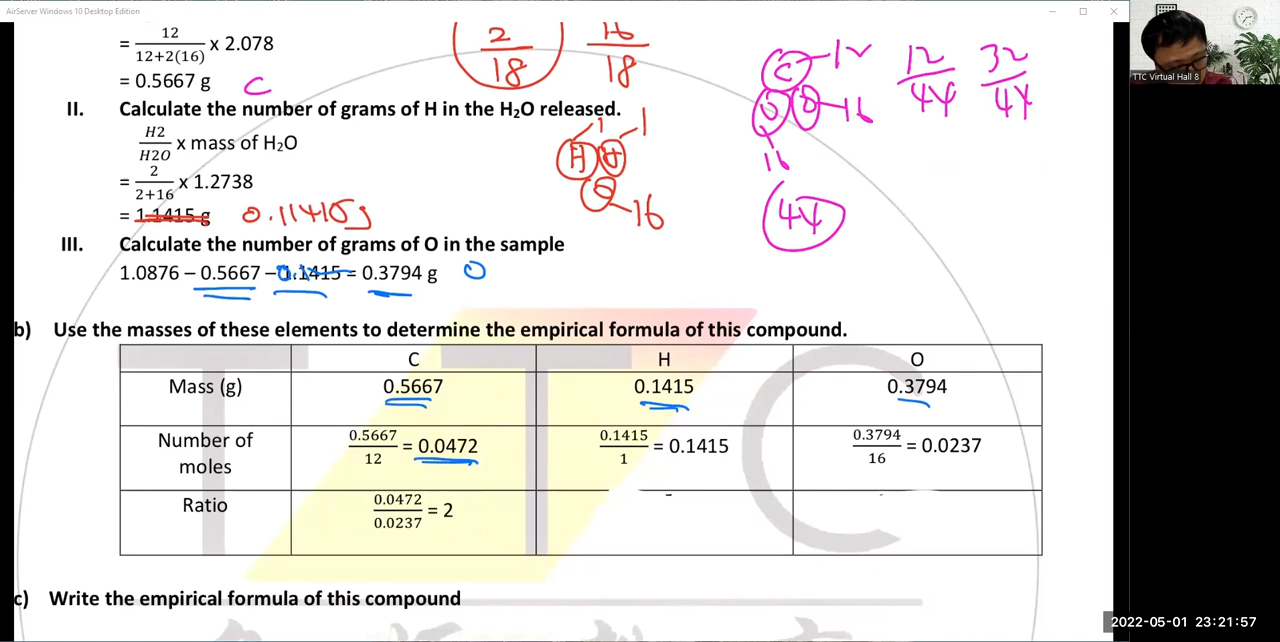 AirServer Windows 10 Desktop Edition
= 12/12+2(16) x 2.078
2/18 16/18
= 0.5667 g C
C 12 12/44 32/44
TTC Virtual Hall 8
II. Calculate the number of grams of H in the H₂O released.
O O 16
16
H2/H2O x mass of H₂O
1 1
H H
O 16
= 2/2+16 x 1.2738
= 1.1415 g 0.11415g
44
III. Calculate the number of grams of O in the sample
1.0876 – 0.5667 – 0.1415 = 0.3794 g O
b) Use the masses of these elements to determine the empirical formula of this compound.
C H O
Mass (g) 0.5667 0.1415 0.3794
Number of moles 0.5667/12 = 0.0472 0.1415/1 = 0.1415 0.3794/16 = 0.0237
Ratio 0.0472/0.0237 = 2
c) Write the empirical formula of this compound
TTC
2022-05-01 23:21:57